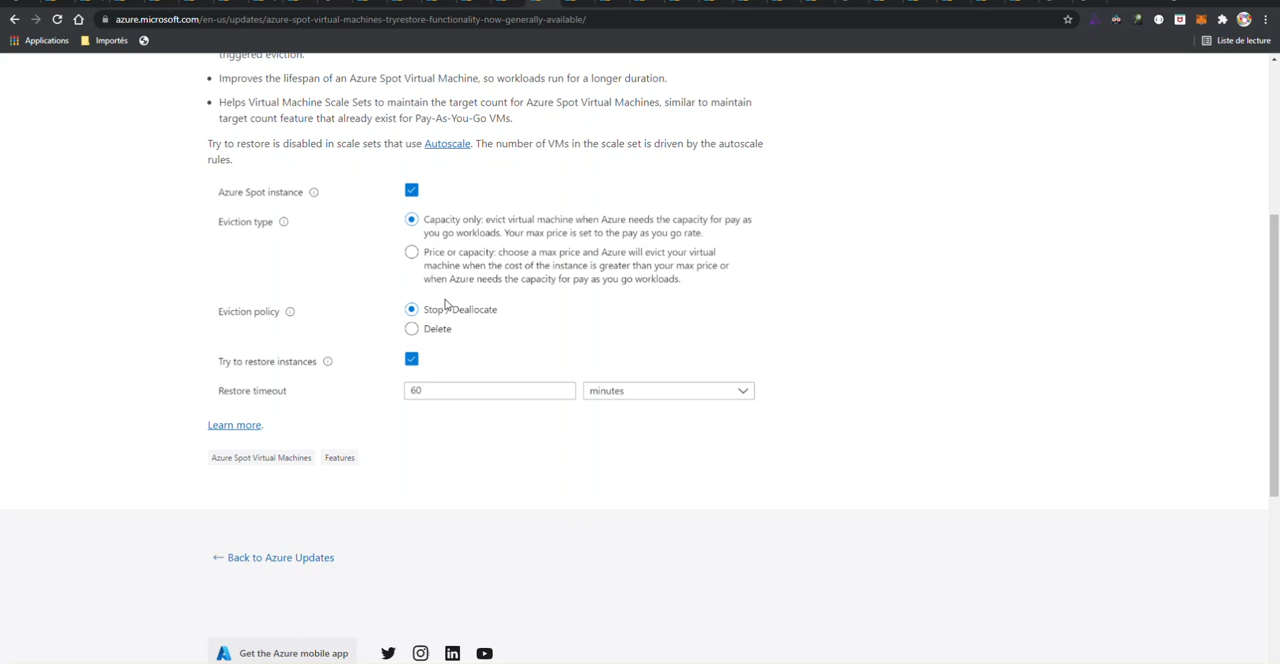 azure.microsoft.com/en-us/updates/azure-spot-virtual-machines-tryrestore-functionality-now-generally-available/
Applications
Importés
Liste de lecture
triggered eviction.
• Improves the lifespan of an Azure Spot Virtual Machine, so workloads run for a longer duration.
• Helps Virtual Machine Scale Sets to maintain the target count for Azure Spot Virtual Machines, similar to maintain
target count feature that already exist for Pay-As-You-Go VMs.
Try to restore is disabled in scale sets that use Autoscale. The number of VMs in the scale set is driven by the autoscale
rules.
Azure Spot instance
Eviction type
Capacity only: evict virtual machine when Azure needs the capacity for pay as
you go workloads. Your max price is set to the pay as you go rate.
Price or capacity: choose a max price and Azure will evict your virtual
machine when the cost of the instance is greater than your max price or
when Azure needs the capacity for pay as you go workloads.
Eviction policy
Stop / Deallocate
Delete
Try to restore instances
Restore timeout
60
minutes
Learn more.
Azure Spot Virtual Machines
Features
← Back to Azure Updates
Get the Azure mobile app